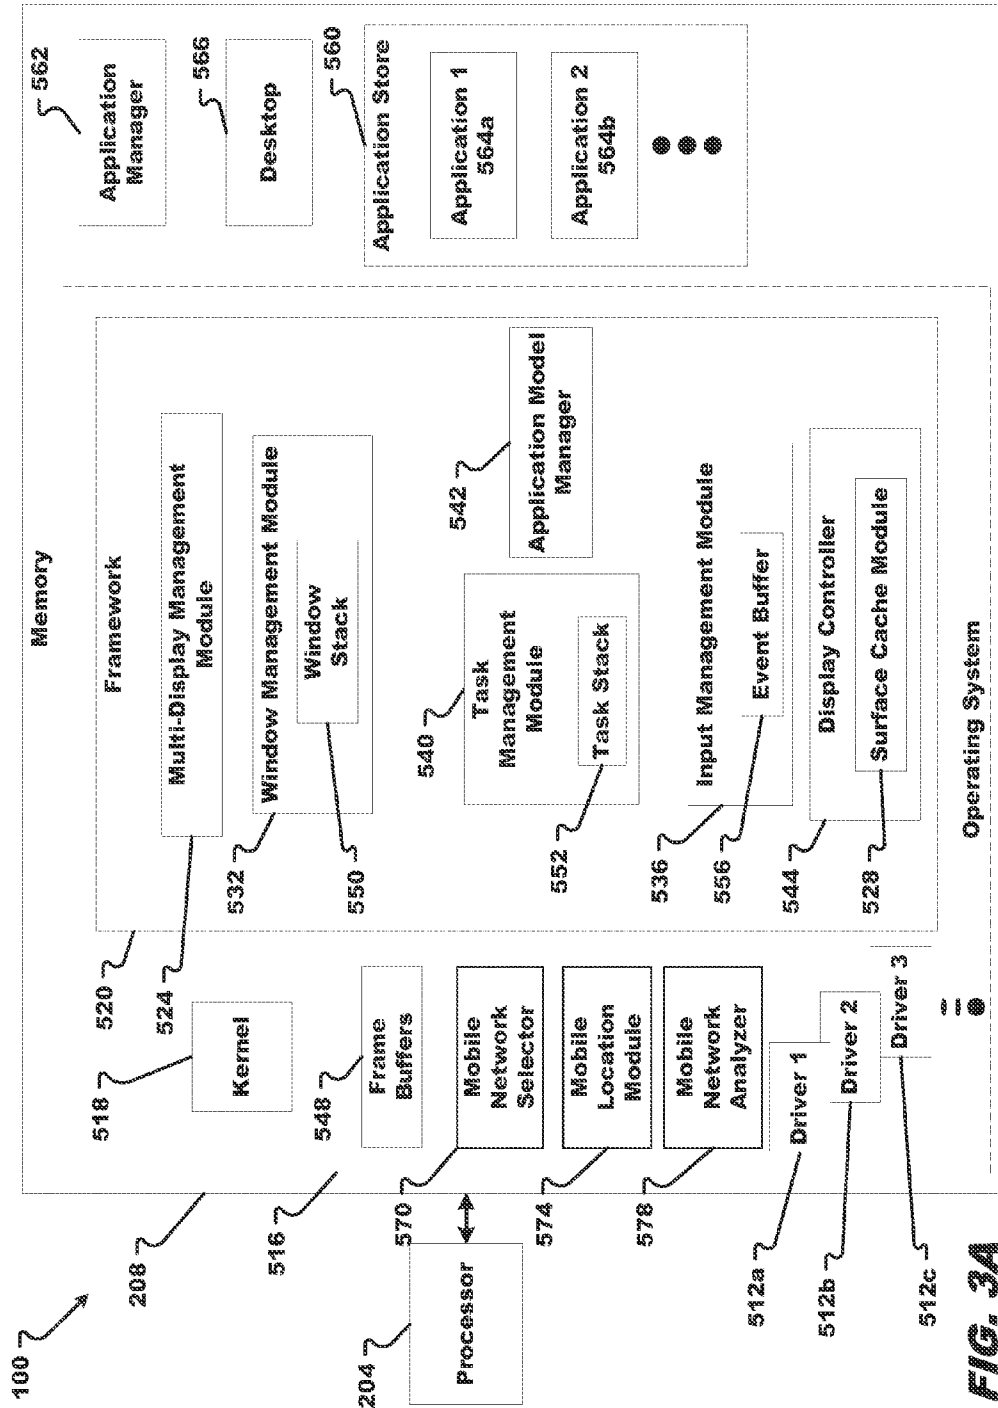 100
208
Memory
204
Processor
516
Operating System
518
Kernel
548
Frame
Buffers
570
Mobile
Network
Selector
574
Mobile
Location
Module
578
Mobile
Network
Analyzer
512a
Driver 1
512b
Driver 2
512c
Driver 3
520
Framework
524
Multi-Display Management
Module
532
Window Management Module
550
Window
Stack
540
Task
Management
Module
552
Task Stack
542
Application Model
Manager
536
Input Management Module
556
Event Buffer
544
Display Controller
528
Surface Cache Module
562
Application
Manager
566
Desktop
560
Application Store
Application 1
564a
Application 2
564b
FIG. 3A